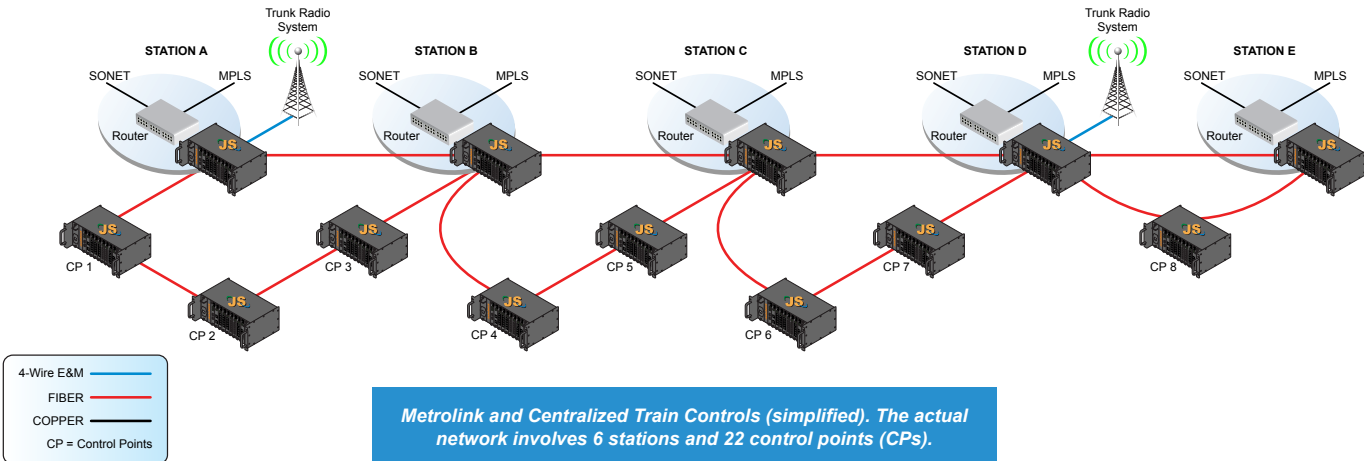 Trunk Radio
System
Trunk Radio
System
STATION A
STATION B
STATION C
STATION D
STATION E
SONET
MPLS
SONET
MPLS
SONET
MPLS
SONET
MPLS
SONET
MPLS
Router
Router
Router
Router
Router
JS
JS
JS
JS
JS
JS
CP 1
JS
CP 2
JS
CP 3
JS
CP 4
JS
CP 5
JS
CP 6
JS
CP 7
JS
CP 8
4-Wire E&M
FIBER
COPPER
CP = Control Points
Metrolink and Centralized Train Controls (simplified). The actual
network involves 6 stations and 22 control points (CPs).